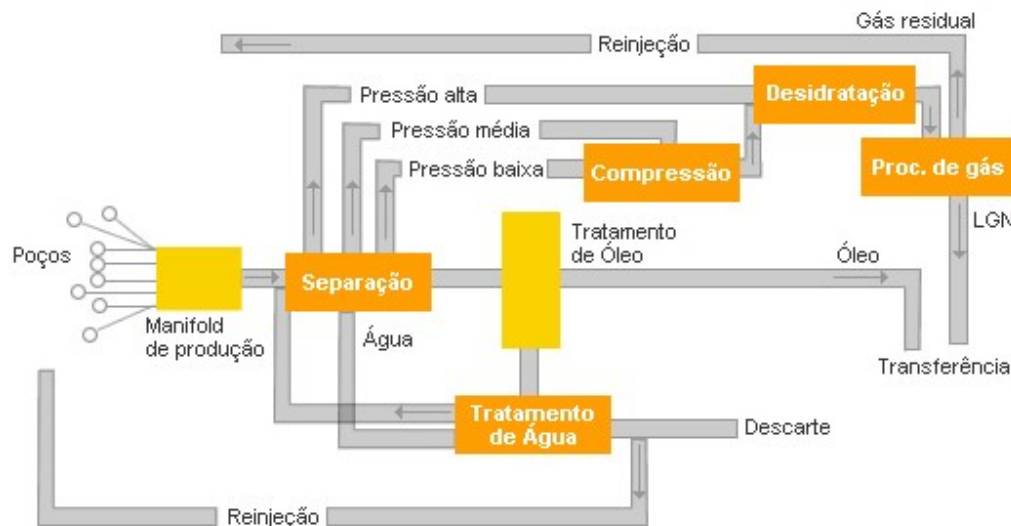 Gás residual
Reinjeção
Pressão alta
Desidratação
Pressão média
Pressão baixa
Compressão
Proc. de gás
LGN
Poços
Tratamento
de Óleo
Óleo
Separação
Manifold
de produção
Água
Transferência
Tratamento
de Água
Descarte
Reinjeção